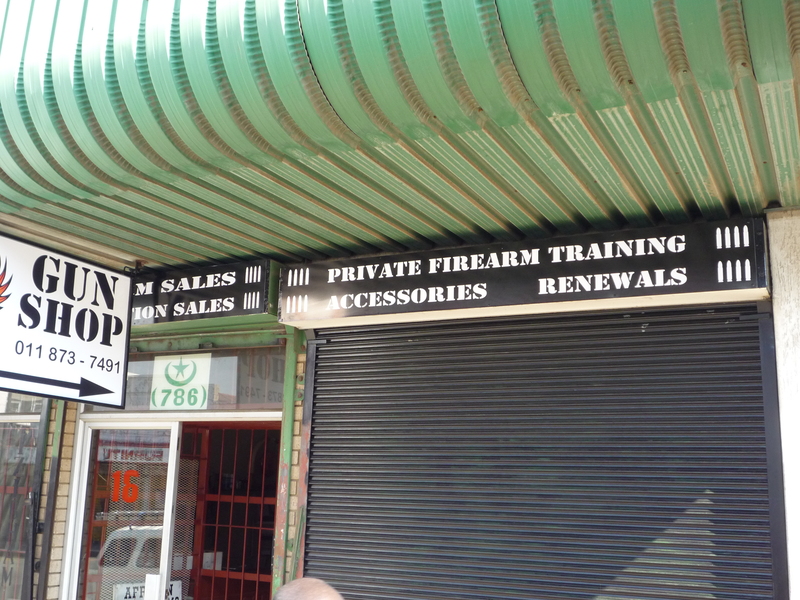 GUN
SHOP
011 873 - 7491
M SALES
ION SALES
PRIVATE FIREARM TRAINING
ACCESSORIES RENEWALS
(786)
16